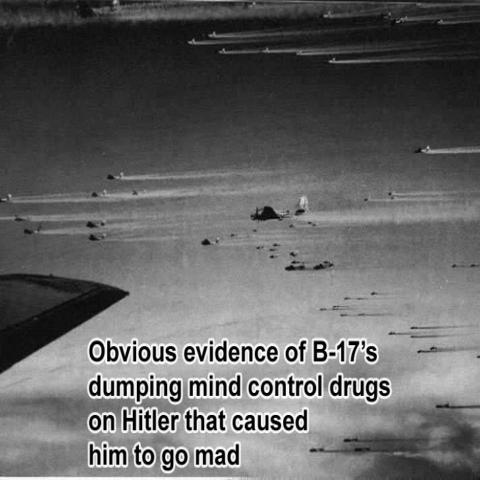 Obvious evidence of B-17's
dumping mind control drugs
on Hitler that caused
him to go mad